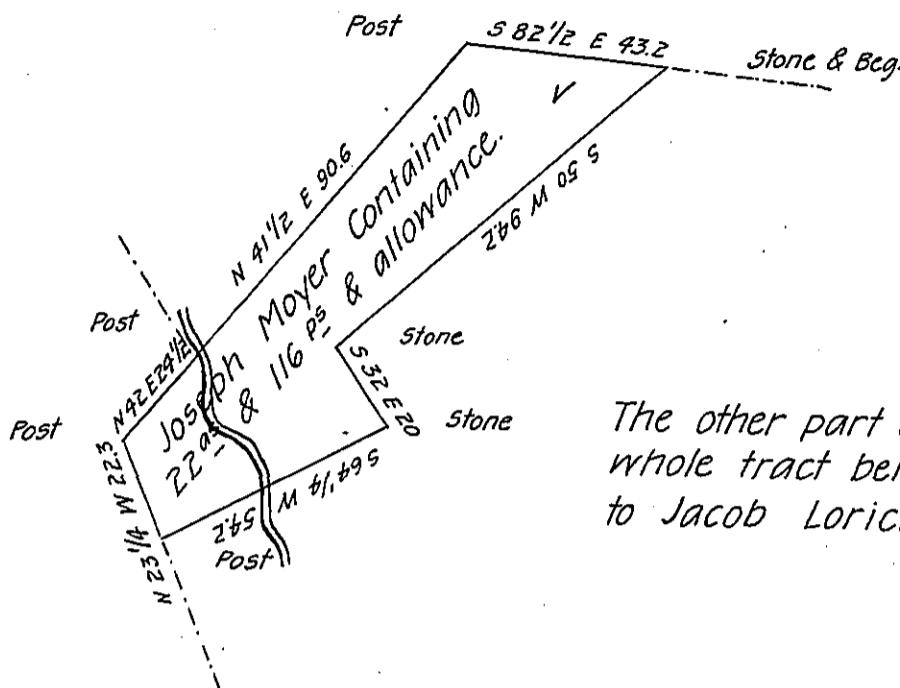 Post
S 82 1/2 E 43.2
Stone & Beg.
N 41 1/2 E 90.6
Joseph Moyer Containing
22 as & 116 ps & allowance.
S 50 W 94.2
Post
N 42 E 24 1/2
Stone
S 32 E 20
Post
Stone
N 23 1/4 W 22.3
S 64 1/4 W 54.2
Post
The other part
whole tract
to Jacob